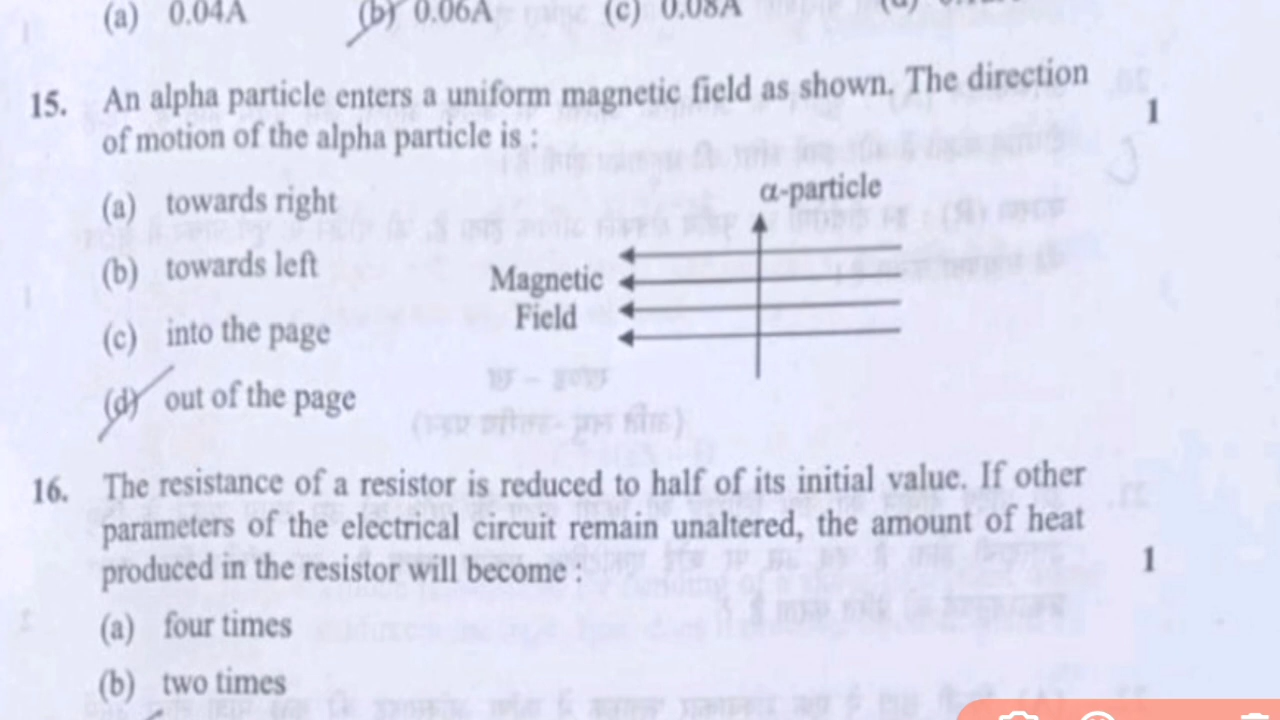 (a) 0.04A (b) 0.06A (c) 0.08A
15. An alpha particle enters a uniform magnetic field as shown. The direction
of motion of the alpha particle is :
1
(a) towards right
(b) towards left
(c) into the page
(d) out of the page
α-particle
Magnetic
Field
16. The resistance of a resistor is reduced to half of its initial value. If other
parameters of the electrical circuit remain unaltered, the amount of heat
produced in the resistor will become :
1
(a) four times
(b) two times